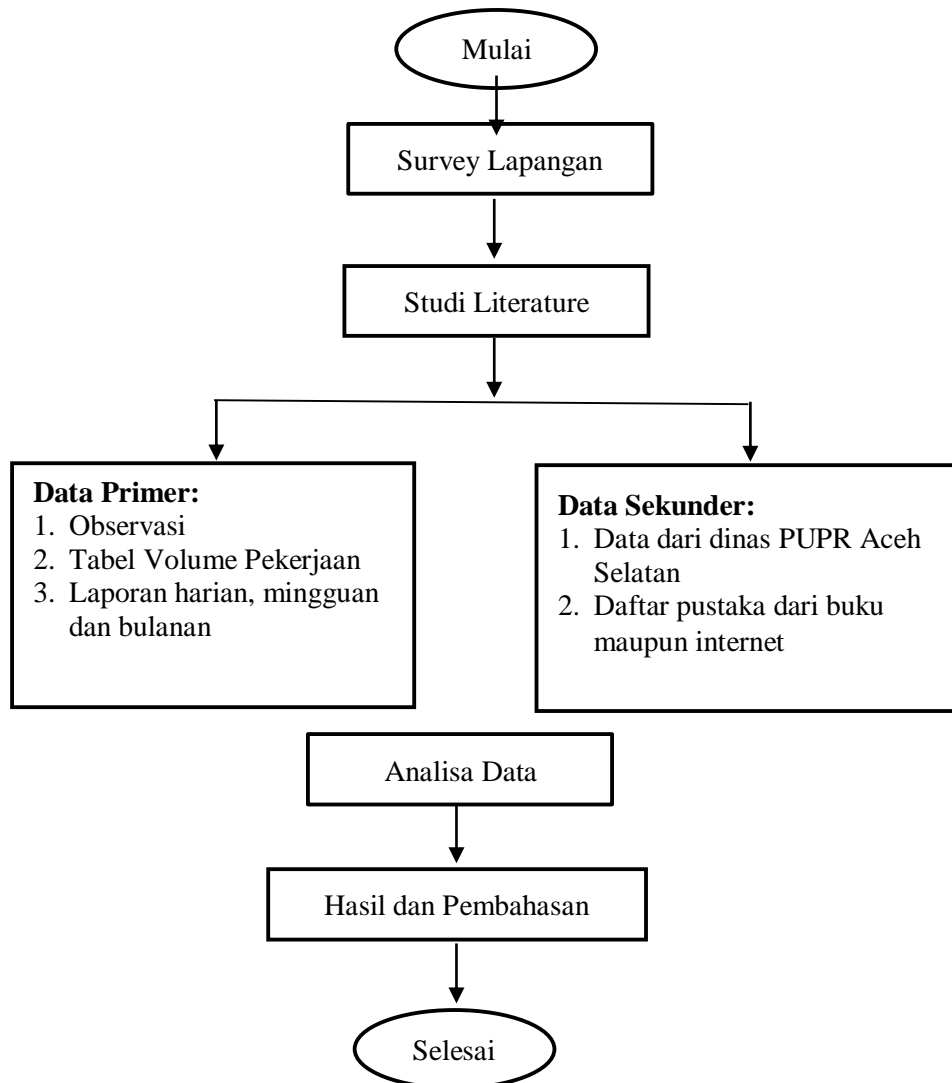 Mulai
Survey Lapangan
Studi Literature
Data Primer:
1. Observasi
2. Tabel Volume Pekerjaan
3. Laporan harian, mingguan
dan bulanan
Data Sekunder:
1. Data dari dinas PUPR Aceh
Selatan
2. Daftar pustaka dari buku
maupun internet
Analisa Data
Hasil dan Pembahasan
Selesai